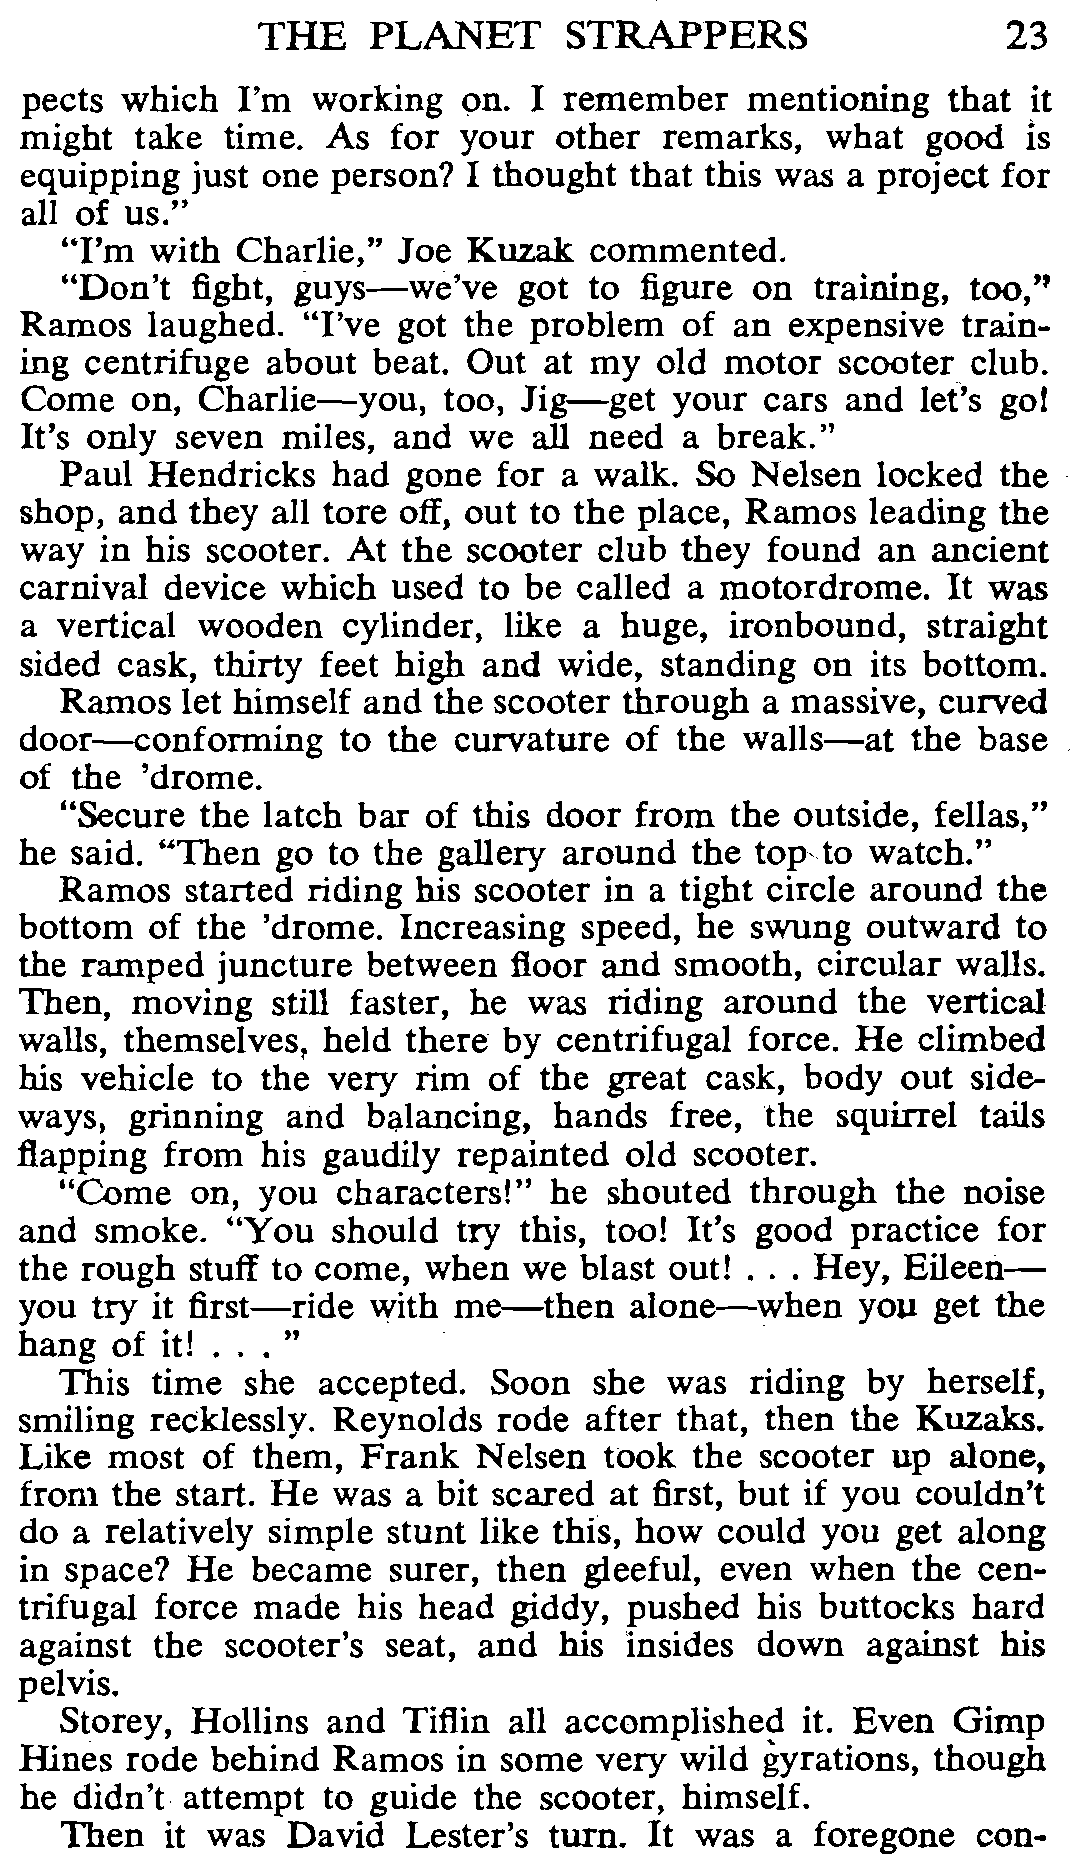 THE PLANET STRAPPERS 23
pects which I'm working on. I remember mentioning that it
might take time. As for your other remarks, what good is
equipping just one person? I thought that this was a project for
all of us.”
“I'm with Charlie,” Joe Kuzak commented.
“Don't fight, guys—we've got to figure on training, too,”
Ramos laughed. “I've got the problem of an expensive train-
ing centrifuge about beat. Out at my old motor scooter club.
Come on, Charlie—you, too, Jig—get your cars and let's go!
It's only seven miles, and we all need a break.”
Paul Hendricks had gone for a walk. So Nelsen locked the
shop, and they all tore off, out to the place, Ramos leading the
way in his scooter. At the scooter club they found an ancient
carnival device which used to be called a motordrome. It was
a vertical wooden cylinder, like a huge, ironbound, straight
sided cask, thirty feet high and wide, standing on its bottom.
Ramos let himself and the scooter through a massive, curved
door—conforming to the curvature of the walls—at the base
of the ’drome.
“Secure the latch bar of this door from the outside, fellas,”
he said. “Then go to the gallery around the top to watch.”
Ramos started riding his scooter in a tight circle around the
bottom of the ’drome. Increasing speed, he swung outward to
the ramped juncture between floor and smooth, circular walls.
Then, moving still faster, he was riding around the vertical
walls, themselves, held there by centrifugal force. He climbed
his vehicle to the very rim of the great cask, body out side-
ways, grinning and balancing, hands free, the squirrel tails
flapping from his gaudily repainted old scooter.
“Come on, you characters!” he shouted through the noise
and smoke. “You should try this, too! It's good practice for
the rough stuff to come, when we blast out! . . . Hey, Eileen—
you try it first—ride with me—then alone—when you get the
hang of it! . . .”
This time she accepted. Soon she was riding by herself,
smiling recklessly. Reynolds rode after that, then the Kuzaks.
Like most of them, Frank Nelsen took the scooter up alone,
from the start. He was a bit scared at first, but if you couldn't
do a relatively simple stunt like this, how could you get along
in space? He became surer, then gleeful, even when the cen-
trifugal force made his head giddy, pushed his buttocks hard
against the scooter's seat, and his insides down against his
pelvis.
Storey, Hollins and Tiflin all accomplished it. Even Gimp
Hines rode behind Ramos in some very wild gyrations, though
he didn't attempt to guide the scooter, himself.
Then it was David Lester's turn. It was a foregone con-